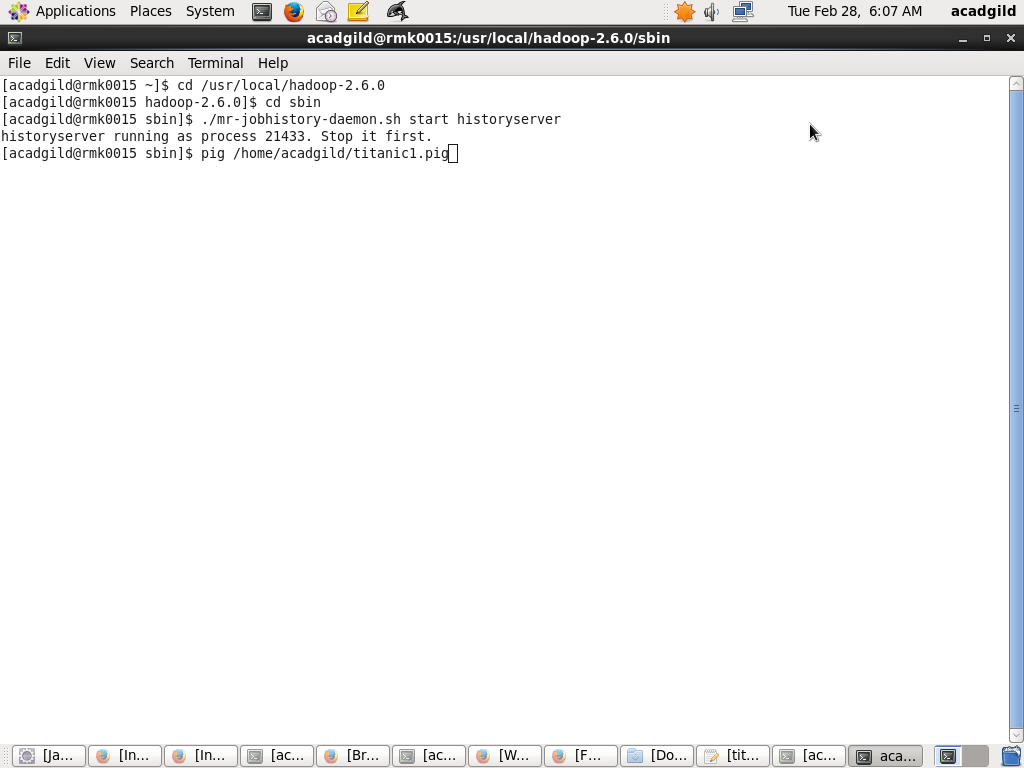 Applications Places System Tue Feb 28, 6:07 AM acadgild
acadgild@rmk0015:/usr/local/hadoop-2.6.0/sbin
File Edit View Search Terminal Help
[acadgild@rmk0015 ~]$ cd /usr/local/hadoop-2.6.0
[acadgild@rmk0015 hadoop-2.6.0]$ cd sbin
[acadgild@rmk0015 sbin]$ ./mr-jobhistory-daemon.sh start historyserver
historyserver running as process 21433. Stop it first.
[acadgild@rmk0015 sbin]$ pig /home/acadgild/titanic1.pig
[Ja... [In... [In... [ac... [Br... [ac... [W... [F... [Do... [tit... [ac... aca...